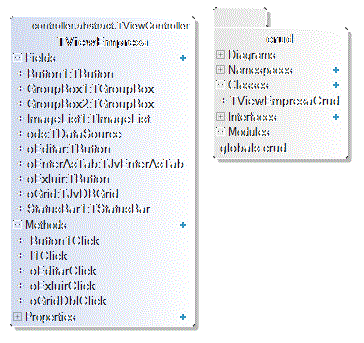 controller.abstract.TViewController
TViewEmpresa
Fields
Button1:TButton
GroupBox1:TGroupBox
GroupBox2:TGroupBox
ImageList1:TImageList
ods:TDataSource
oEditar:TButton
oEnterAsTab:TJvEnterAsTab
oExluir:TButton
oGrid:TJvDBGrid
StatusBar1:TStatusBar
Methods
Button1Click
oEditarClick
oExluirClick
oGridDblClick
Properties
crud
Diagrams
Namespaces
Classes
TViewEmpresaCrud
Interfaces
Modules
globals crud